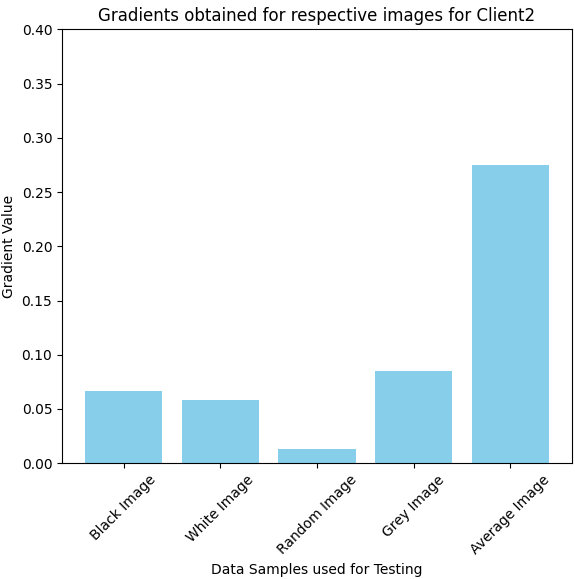 Gradients obtained for respective images for Client2
Gradient Value
0.40
0.35
0.30
0.25
0.20
0.15
0.10
0.05
0.00
Black Image
White Image
Random Image
Grey Image
Average Image
Data Samples used for Testing